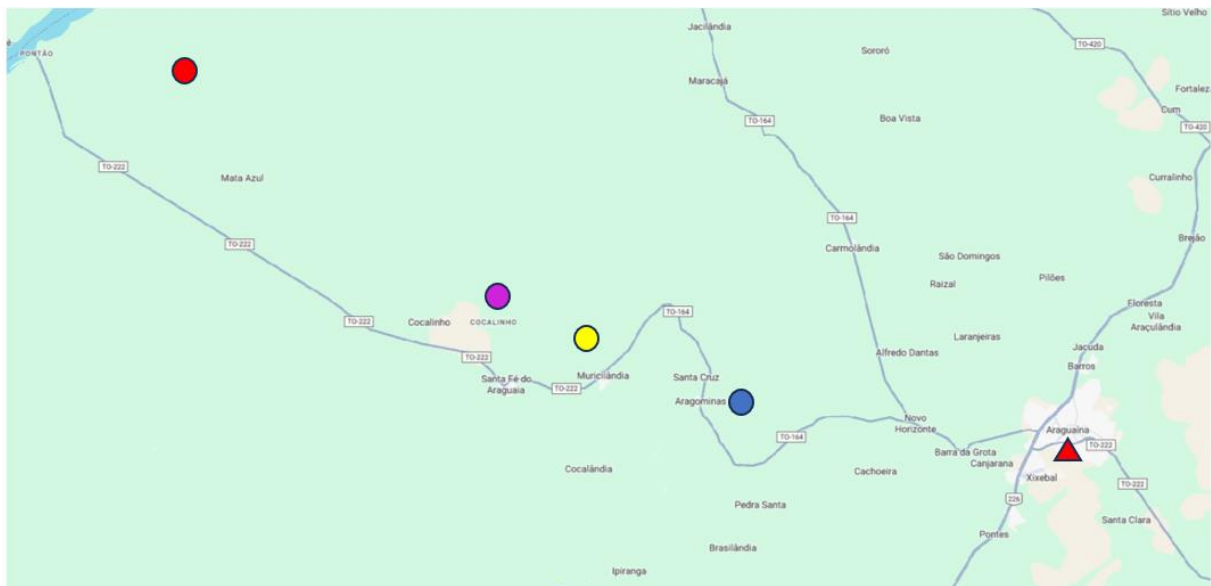 Sítio Velho
Jacilândia
é
PONTÃO
Sororó
TO-420
Maracajá
Fortalez
Cum
Boa Vista
TO-164
TO-420
TO-222
Mata Azul
Curralinho
TO-164
Brejão
TO-222
Carmolândia
São Domingos
Pilões
Raizal
Floresta
Vila
Araçulândia
TO-164
Cocalinho
COCALINHO
TO-222
Laranjeiras
Jacuda
Alfredo Dantas
TO-222
Barros
Santa Fé do
Araguaia
Muricilândia
Santa Cruz
TO-222
Aragominas
Novo
Horizonte
Araguaína
TO-164
TO-222
Barra da Grota
Canjarana
Cocalândia
Cachoeira
Xixebal
TO-222
226
Pedra Santa
Santa Clara
Pontes
Brasilândia
Ipiranga